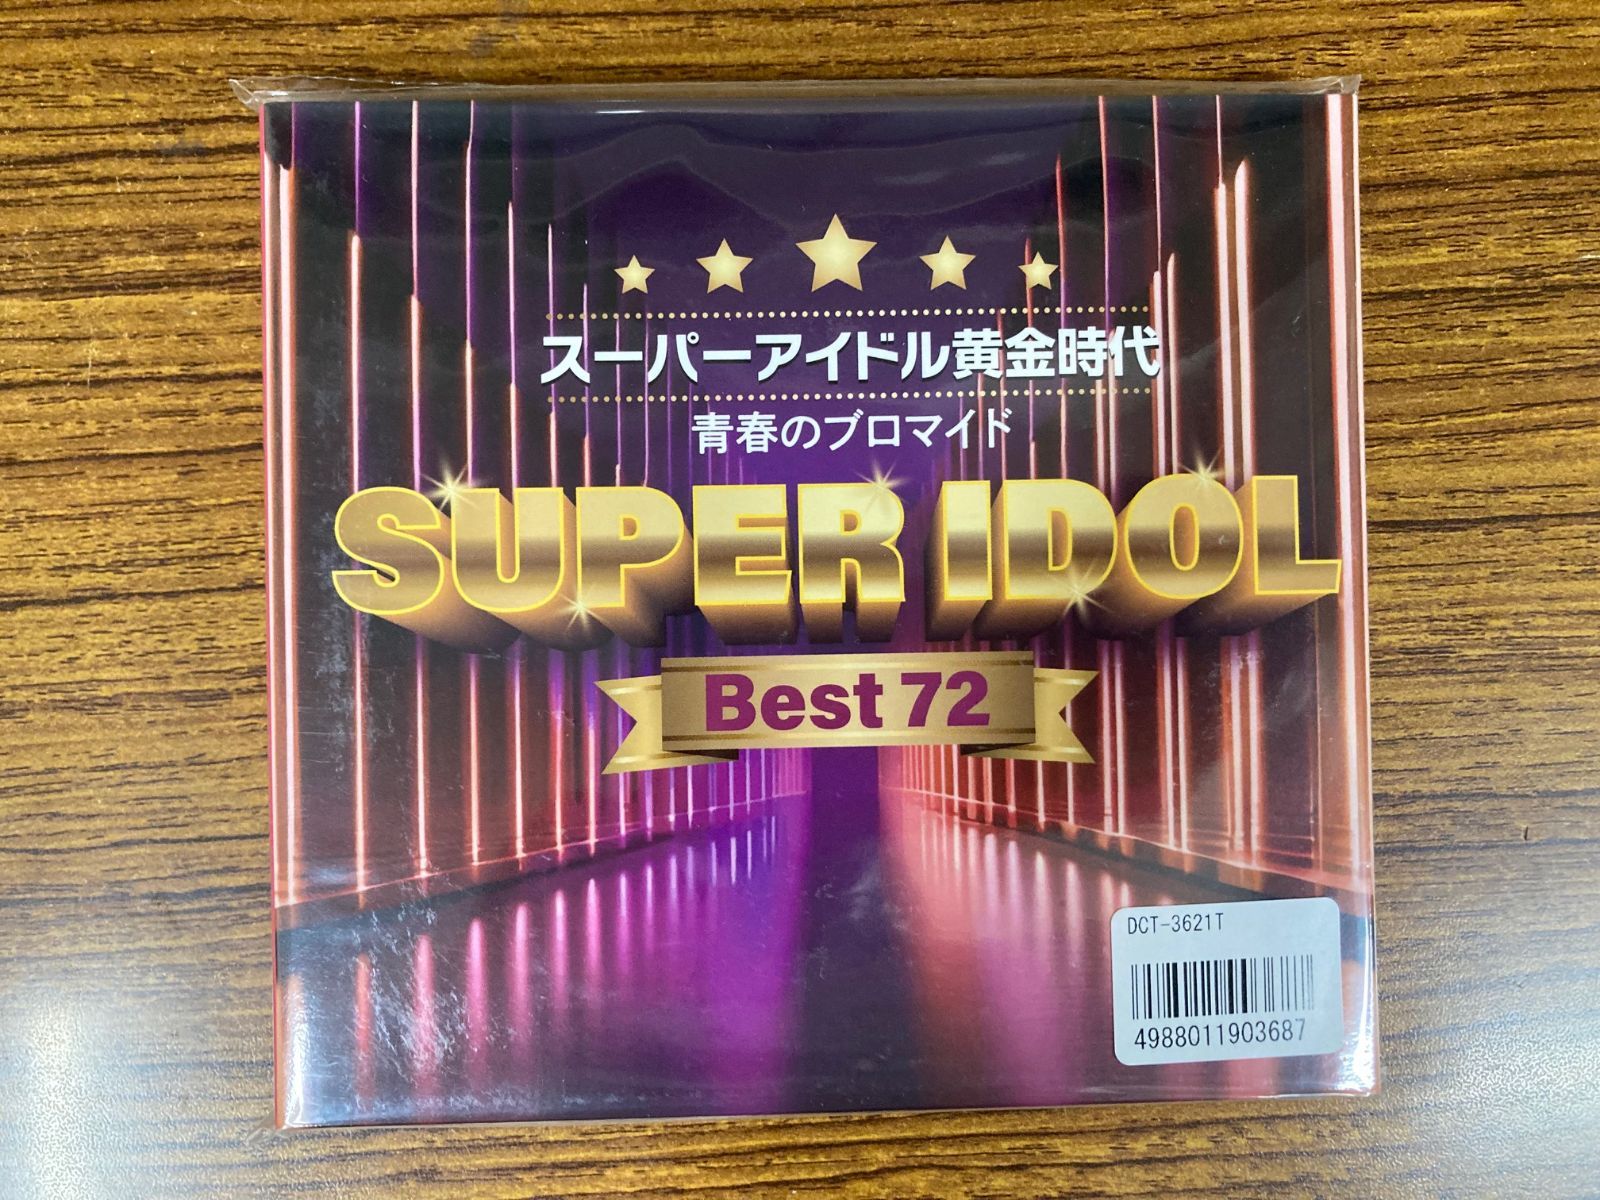 スーパーアイドル黄金時代
青春のブロマイド
SUPER IDOL
Best 72
DCT-3621T
4988011903687